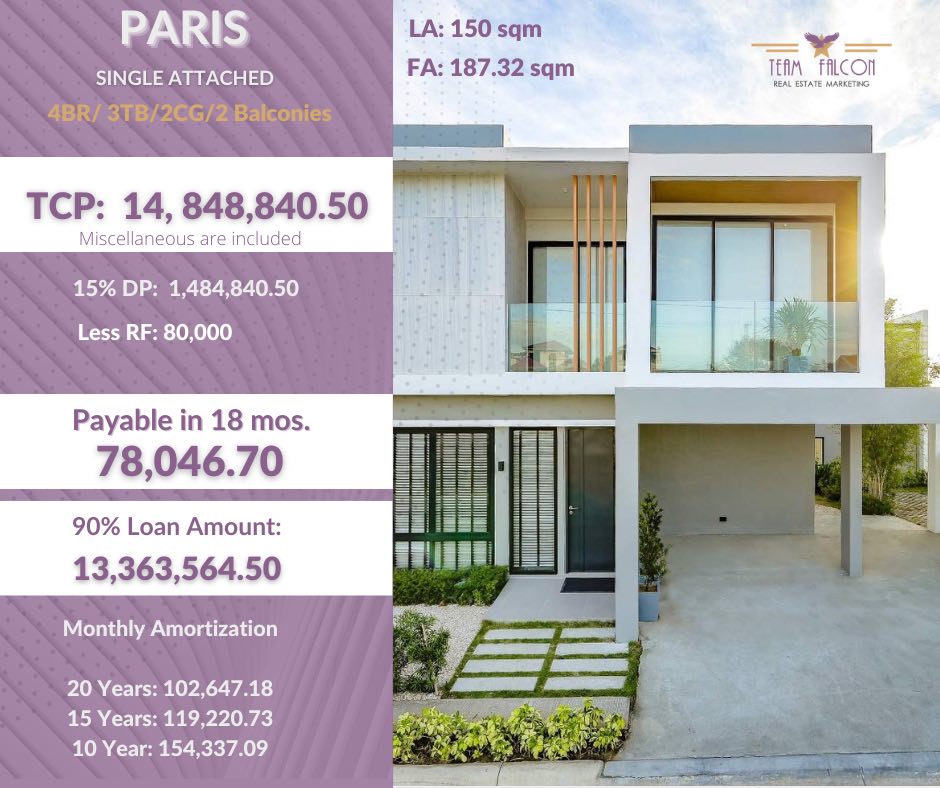 PARIS
SINGLE ATTACHED
4BR/ 3TB/2CG/2 Balconies
LA: 150 sqm
FA: 187.32 sqm
TEAM FALCON
REAL ESTATE MARKETING
TCP: 14, 848,840.50
Miscellaneous are included
15% DP: 1,484,840.50
Less RF: 80,000
Payable in 18 mos.
78,046.70
90% Loan Amount:
13,363,564.50
Monthly Amortization
20 Years: 102,647.18
15 Years: 119,220.73
10 Year: 154,337.09